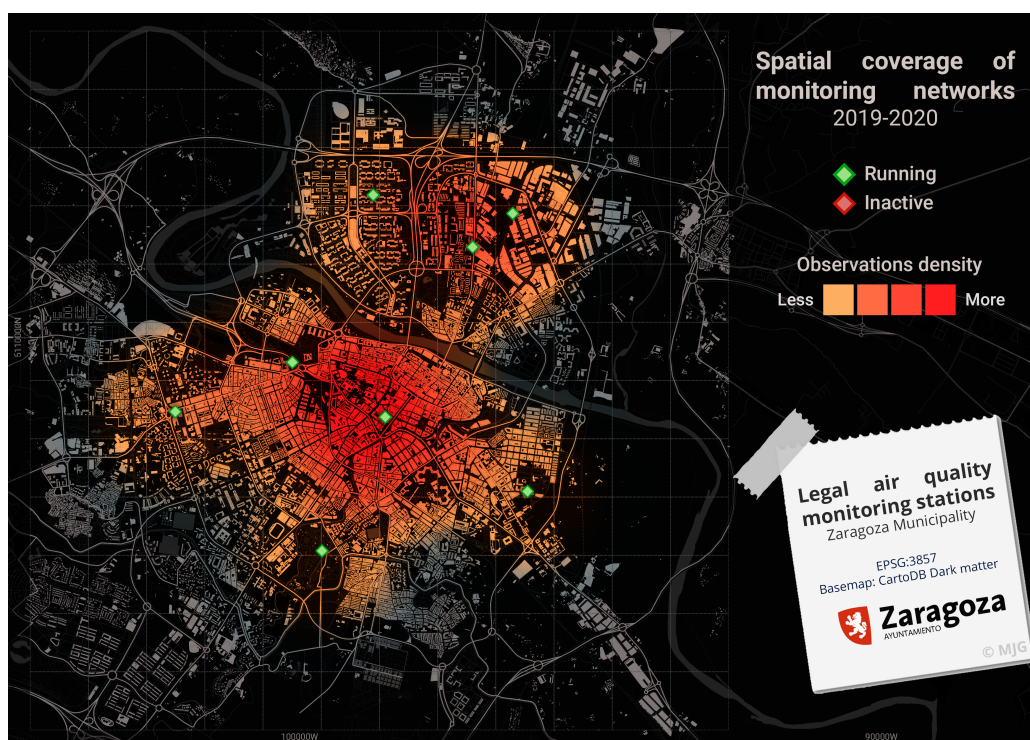 Spatial coverage of
monitoring networks
2019-2020
Running
Inactive
Observations density
Less More
5110000N
Legal air quality
monitoring stations
Zaragoza Municipality
EPSG:3857
Basemap: CartoDB Dark matter
Zaragoza
AYUNTAMIENTO
© MJG
100000W
90000W